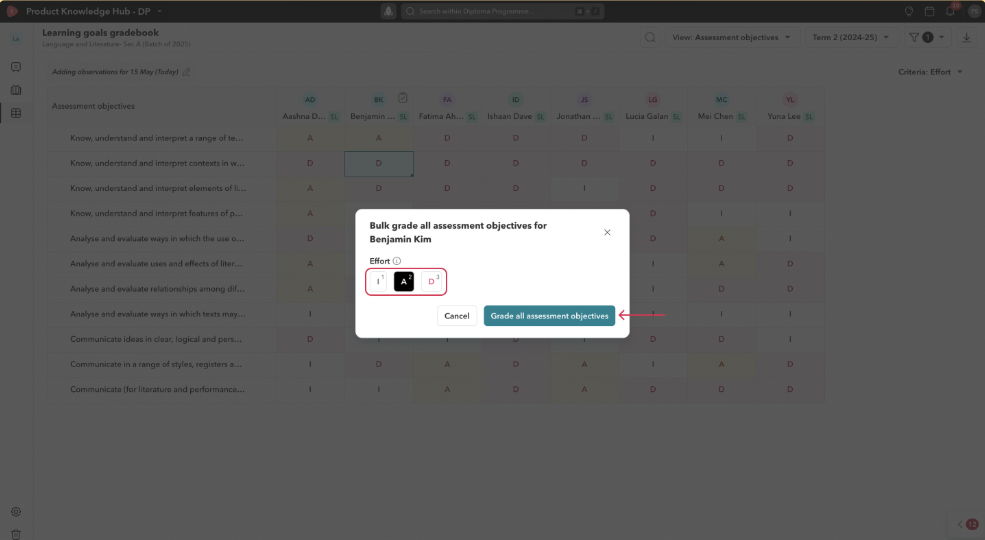 Product Knowledge Hub - DP
Search within Diploma Programme...
Learning goals gradebook
Language and Literature- Sec A (Batch of 2005)
View: Assessment objectives
Term 2 (2024-25)
1
Adding observations for 15 May (Today)
Criteria: Effort
Assessment objectives
AD BK FA ID JS LG MC YL
Aashna D... SL Benjamin ... SL Fatima Ah... SL Ishaan Dave SL Jonathan ... SL Lucia Galan SL Mei Chen SL Yuna Lee SL
Know, understand and interpret a range of te... A A D D D I I D
Know, understand and interpret contexts in w... D D D D D D D D
Know, understand and interpret elements of li... A D D D I D D D
Know, understand and interpret features of p... A D I I
Analyse and evaluate ways in which the use o... D D A I
Analyse and evaluate uses and effects of liter... A I A D
Analyse and evaluate relationships among dif... A I D D
Analyse and evaluate ways in which texts may... I I I I
Communicate ideas in clear, logical and pers... D I I D I D D D
Communicate in a range of styles, registers a... I D A D A I A D
Communicate (for literature and performance... I I A D A D D D
Bulk grade all assessment objectives for
Benjamin Kim
Effort
I 1 A 2 D 3
Cancel
Grade all assessment objectives
12